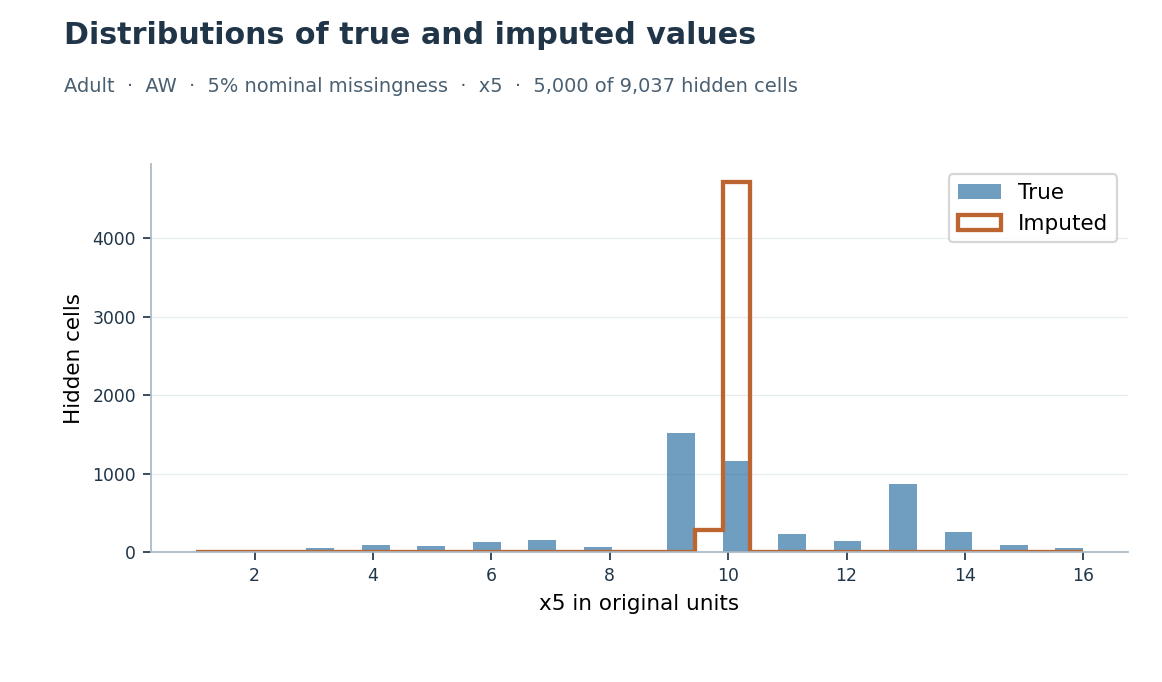 Distributions of true and imputed values
Adult · AW · 5% nominal missingness · x5 · 5,000 of 9,037 hidden cells
True
Imputed
Hidden cells
4000
3000
2000
1000
0
2 4 6 8 10 12 14 16
x5 in original units